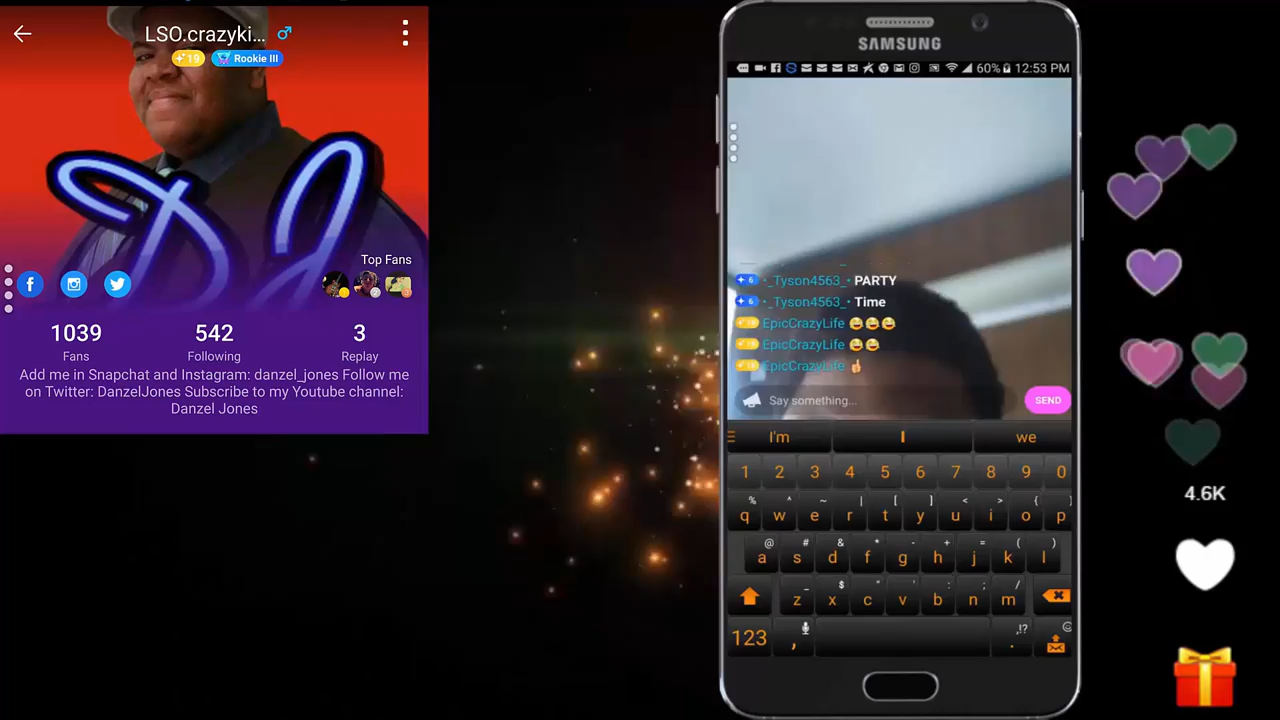 LSO.crazyki...
19
Rookie III
DJ
Top Fans
1039
542
3
Fans
Following
Replay
Add me in Snapchat and Instagram: danzel_jones Follow me
on Twitter: DanzelJones Subscribe to my Youtube channel:
Danzel Jones
SAMSUNG
60% 12:53 PM
6 •_Tyson4563_• PARTY
6 •_Tyson4563_• Time
EpicCrazyLife 😂😂😂
EpicCrazyLife 😂😂
EpicCrazyLife ☝
Say something...
SEND
I'm I we
1 2 3 4 5 6 7 8 9 0
% ^ ~ | [ ] < > { }
q w e r t y u i o p
@ # & * - + = ( )
a s d f g h j k l
_ $ " ' : ; /
z x c v b n m
123 , . ,!?
4.6K